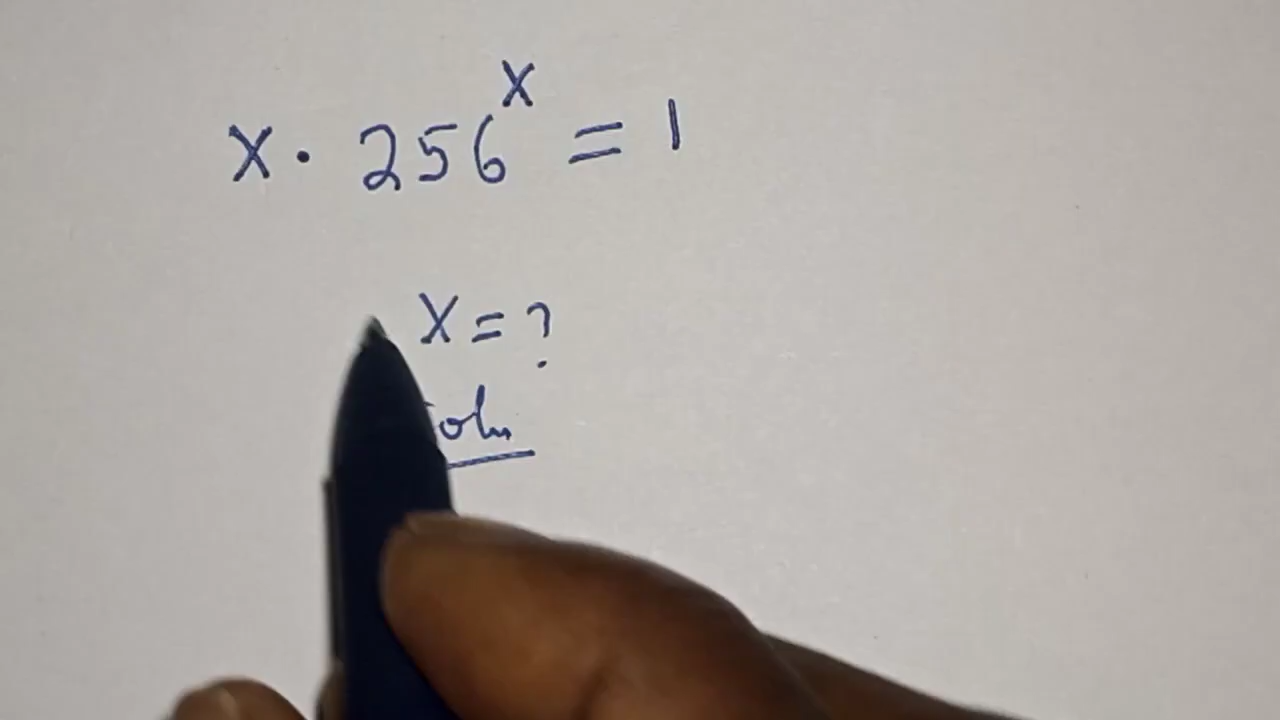 X · 256^X = 1
X = ?